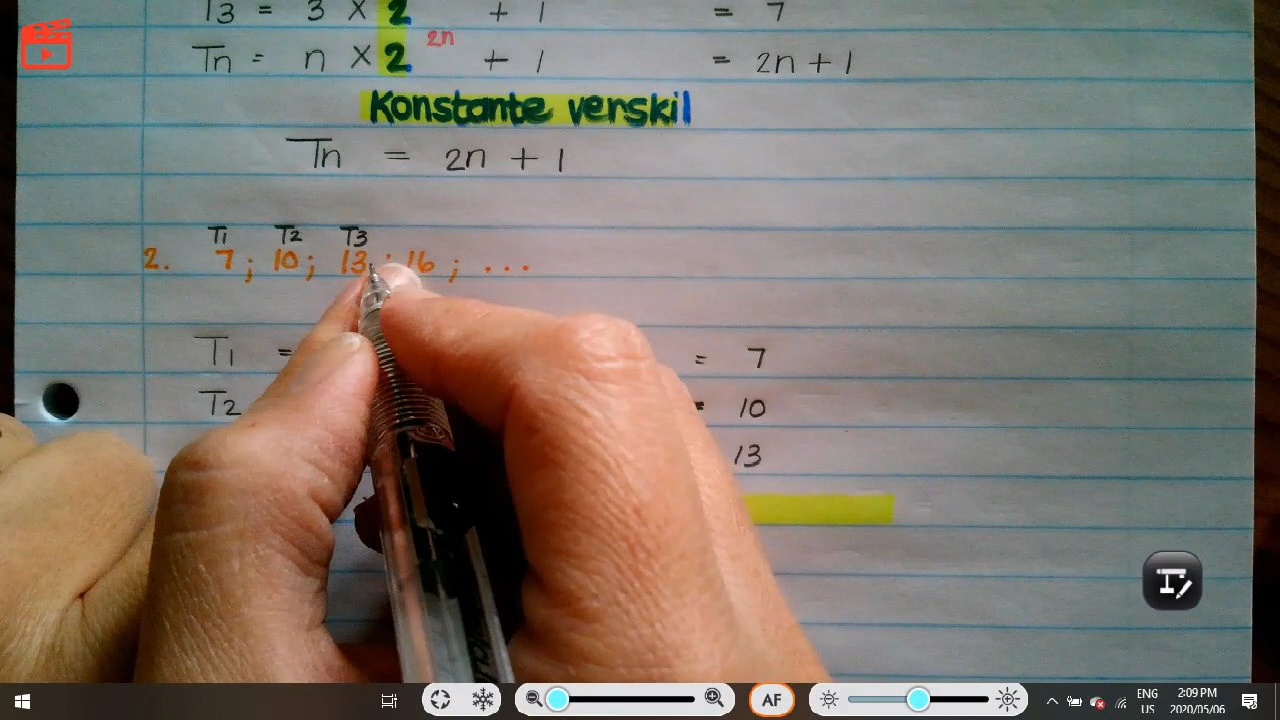 T3 = 3 × 2 + 1 = 7
2n
Tn = n × 2 + 1 = 2n + 1
Konstante verskil
Tn = 2n + 1
T1 T2 T3
2. 7 ; 10 ; 13 ; 16 ; ...
T1 = = 7
T2 = 10
13
AF
ENG 2:09 PM
US 2020/05/06